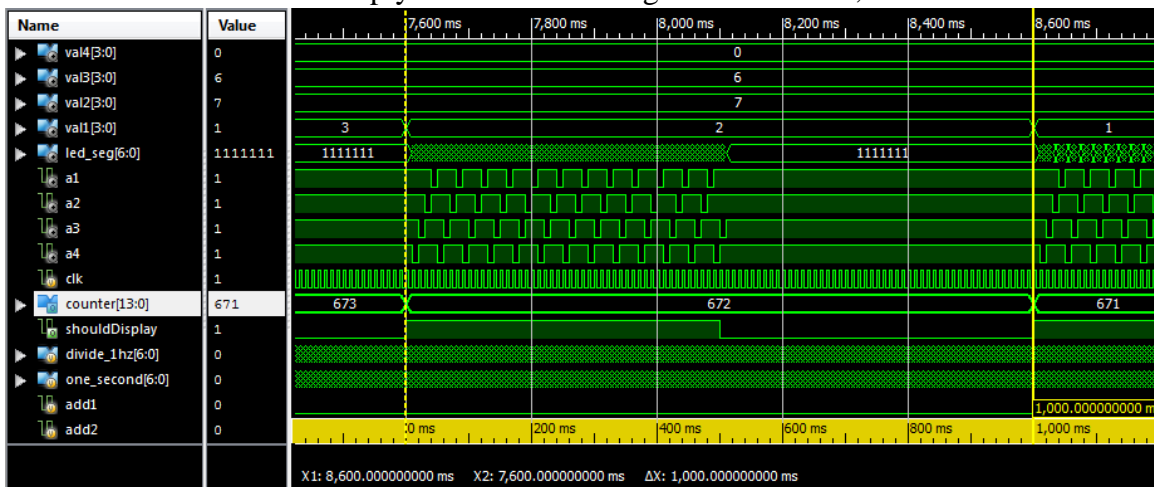 Name Value 7,600 ms 7,800 ms 8,000 ms 8,200 ms 8,400 ms 8,600 ms
val4[3:0] 0 0
val3[3:0] 6 6
val2[3:0] 7 7
val1[3:0] 1 3 2 1
led_seg[6:0] 1111111 1111111 1111111
a1 1
a2 1
a3 1
a4 1
clk 1
counter[13:0] 671 673 672 671
shouldDisplay 1
divide_1hz[6:0] 0
one_second[6:0] 0
add1 0 1,000.000000000 m
add2 0 0 ms 200 ms 400 ms 600 ms 800 ms 1,000 ms
X1: 8,600.000000000 ms X2: 7,600.000000000 ms ΔX: 1,000.000000000 ms